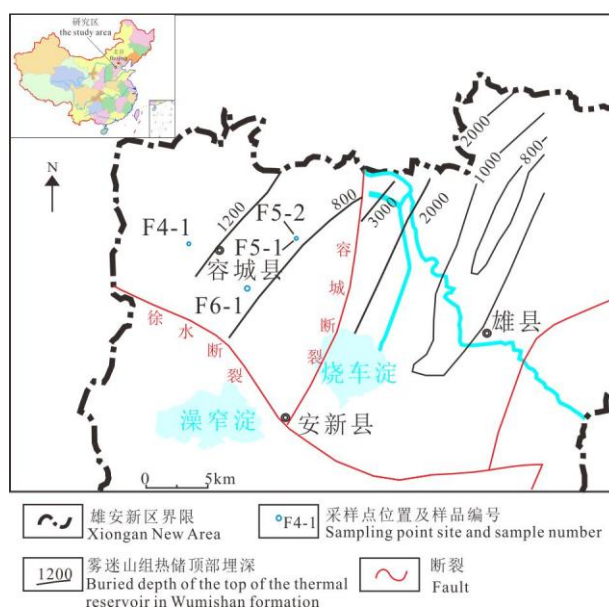 研究区
the study area
北京
Beijing
N
2000
1000
800
F4-1
1200
800
F5-2
F5-1
3000
2000
容城县
F6-1
容城断裂
徐水断裂
雄县
烧车淀
澡窄淀
安新县
0 5km
雄安新区界限
Xiongan New Area
F4-1
采样点位置及样品编号
Sampling point site and sample number
1200
雾迷山组热储顶部埋深
Buried depth of the top of the thermal
reservoir in Wumishan formation
断裂
Fault